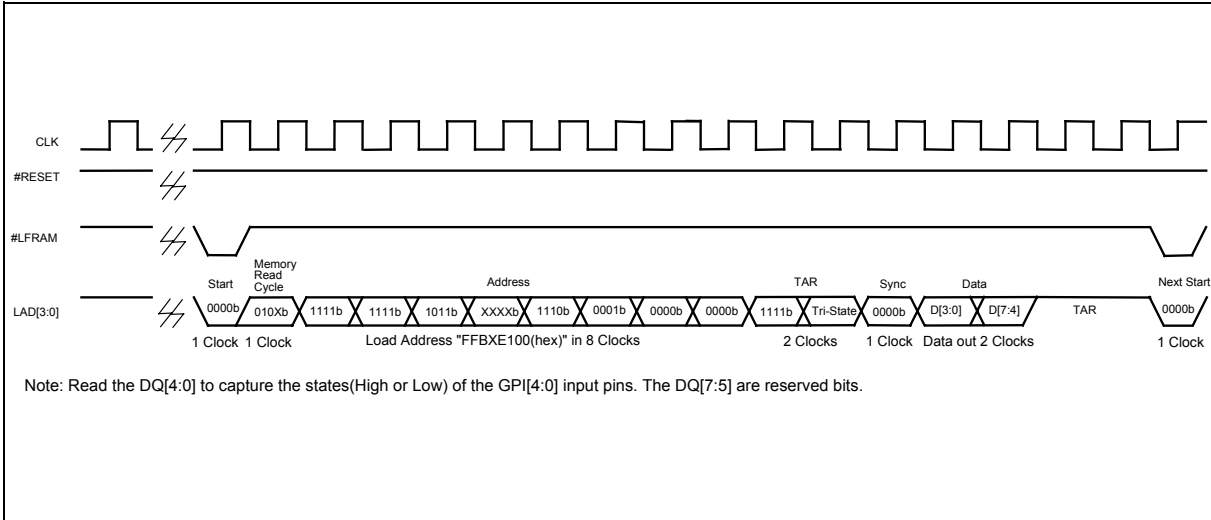 CLK
#RESET
#LFRAM
Memory
Read
Start Cycle Address TAR Sync Data Next Start
LAD[3:0] 0000b 010Xb 1111b 1111b 1011b XXXXb 1110b 0001b 0000b 0000b 1111b Tri-State 0000b D[3:0] D[7:4] TAR 0000b
1 Clock 1 Clock Load Address "FFBXE100(hex)" in 8 Clocks 2 Clocks 1 Clock Data out 2 Clocks 1 Clock
Note: Read the DQ[4:0] to capture the states(High or Low) of the GPI[4:0] input pins. The DQ[7:5] are reserved bits.